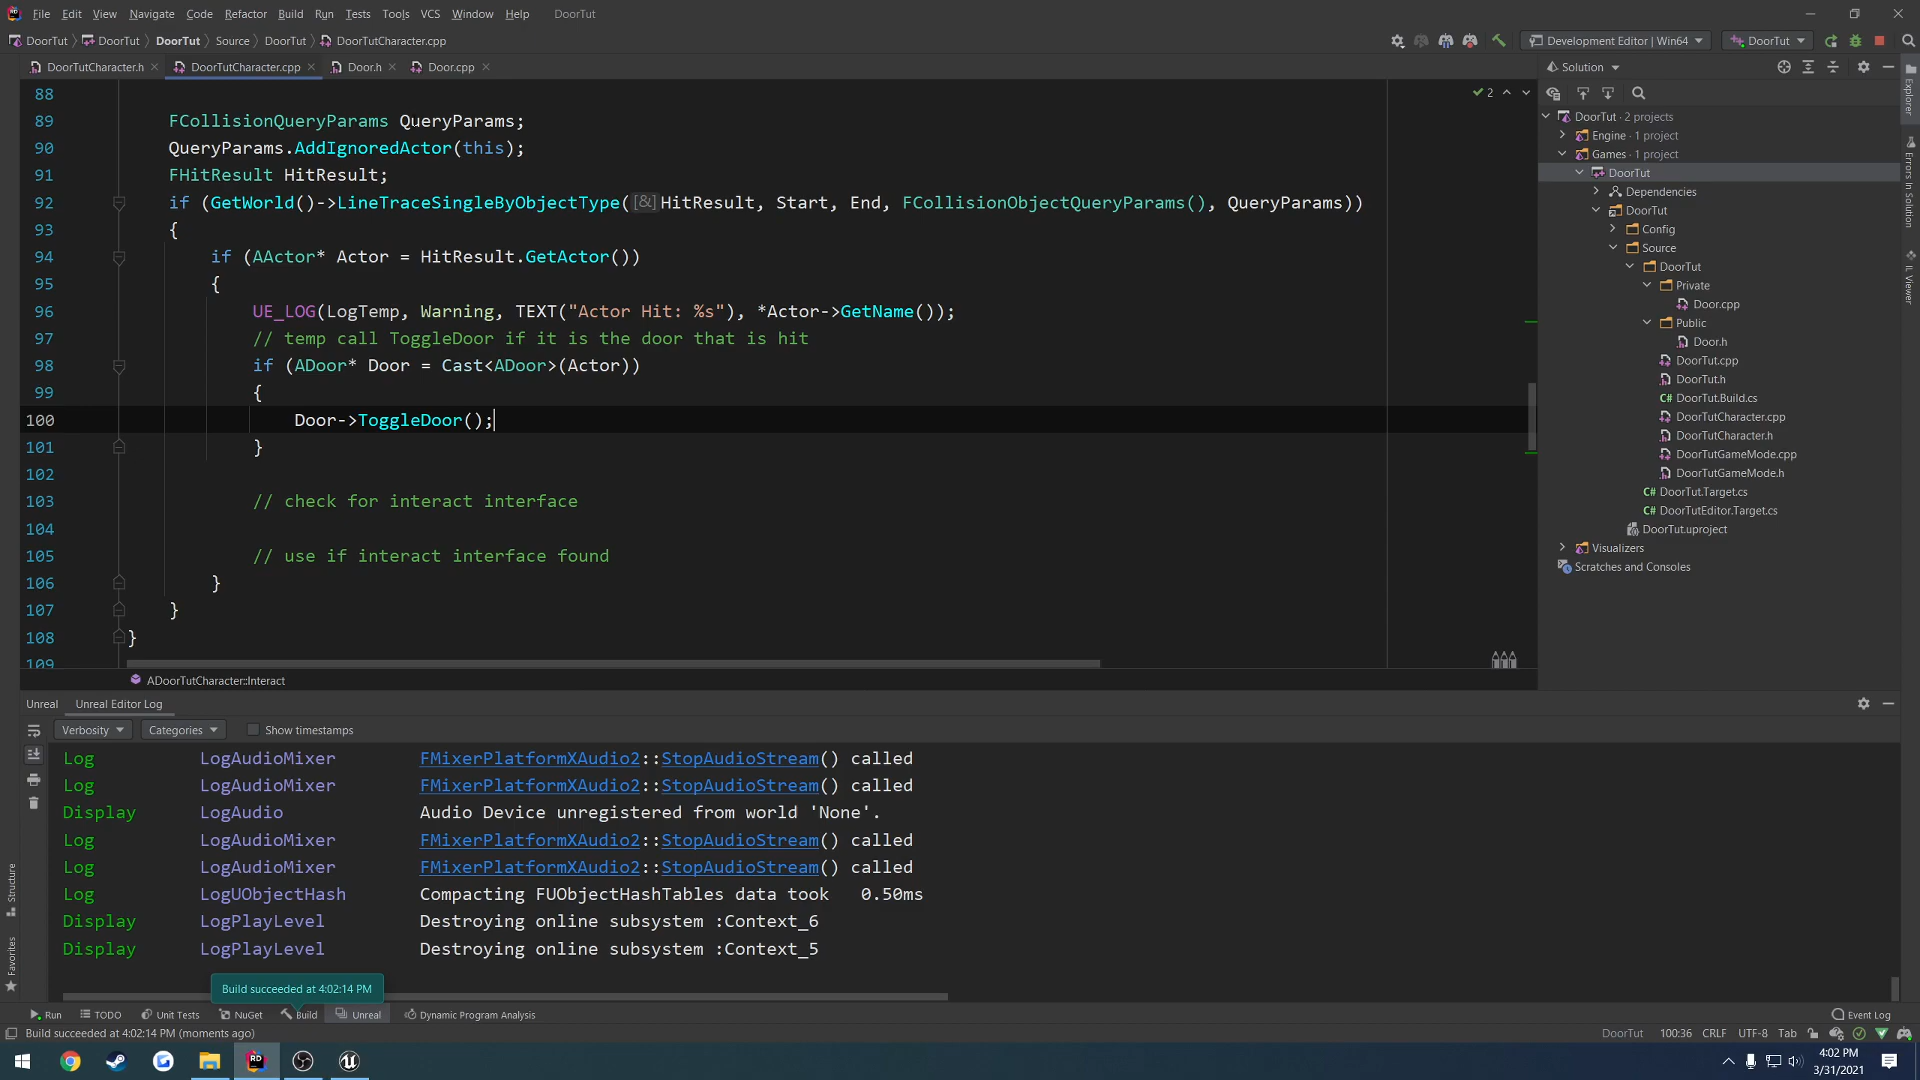 File Edit View Navigate Code Refactor Build Run Tests Tools VCS Window Help DoorTut
DoorTut DoorTut DoorTut Source DoorTut DoorTutCharacter.cpp
Development Editor | Win64 DoorTut
DoorTutCharacter.h DoorTutCharacter.cpp Door.h Door.cpp
88
89 FCollisionQueryParams QueryParams;
90 QueryParams.AddIgnoredActor(this);
91 FHitResult HitResult;
92 if (GetWorld()->LineTraceSingleByObjectType([&]HitResult, Start, End, FCollisionObjectQueryParams(), QueryParams))
93 {
94 if (AActor* Actor = HitResult.GetActor())
95 {
96 UE_LOG(LogTemp, Warning, TEXT("Actor Hit: %s"), *Actor->GetName());
97 // temp call ToggleDoor if it is the door that is hit
98 if (ADoor* Door = Cast<ADoor>(Actor))
99 {
100 Door->ToggleDoor();
101 }
102
103 // check for interact interface
104
105 // use if interact interface found
106 }
107 }
108 }
109
2
ADoorTutCharacter::Interact
Solution
DoorTut · 2 projects
Engine · 1 project
Games · 1 project
DoorTut
Dependencies
DoorTut
Config
Source
DoorTut
Private
Door.cpp
Public
Door.h
DoorTut.cpp
DoorTut.h
C# DoorTut.Build.cs
DoorTutCharacter.cpp
DoorTutCharacter.h
DoorTutGameMode.cpp
DoorTutGameMode.h
C# DoorTut.Target.cs
C# DoorTutEditor.Target.cs
DoorTut.uproject
Visualizers
Scratches and Consoles
Explorer
Errors In Solution
IL Viewer
Unreal Unreal Editor Log
Verbosity Categories Show timestamps
Log LogAudioMixer FMixerPlatformXAudio2::StopAudioStream() called
Log LogAudioMixer FMixerPlatformXAudio2::StopAudioStream() called
Display LogAudio Audio Device unregistered from world 'None'.
Log LogAudioMixer FMixerPlatformXAudio2::StopAudioStream() called
Log LogAudioMixer FMixerPlatformXAudio2::StopAudioStream() called
Log LogUObjectHash Compacting FUObjectHashTables data took 0.50ms
Display LogPlayLevel Destroying online subsystem :Context_6
Display LogPlayLevel Destroying online subsystem :Context_5
Structure
Favorites
Build succeeded at 4:02:14 PM
Run TODO Unit Tests NuGet Build Unreal Dynamic Program Analysis Event Log
Build succeeded at 4:02:14 PM (moments ago) DoorTut 100:36 CRLF UTF-8 Tab
RD
4:02 PM
3/31/2021